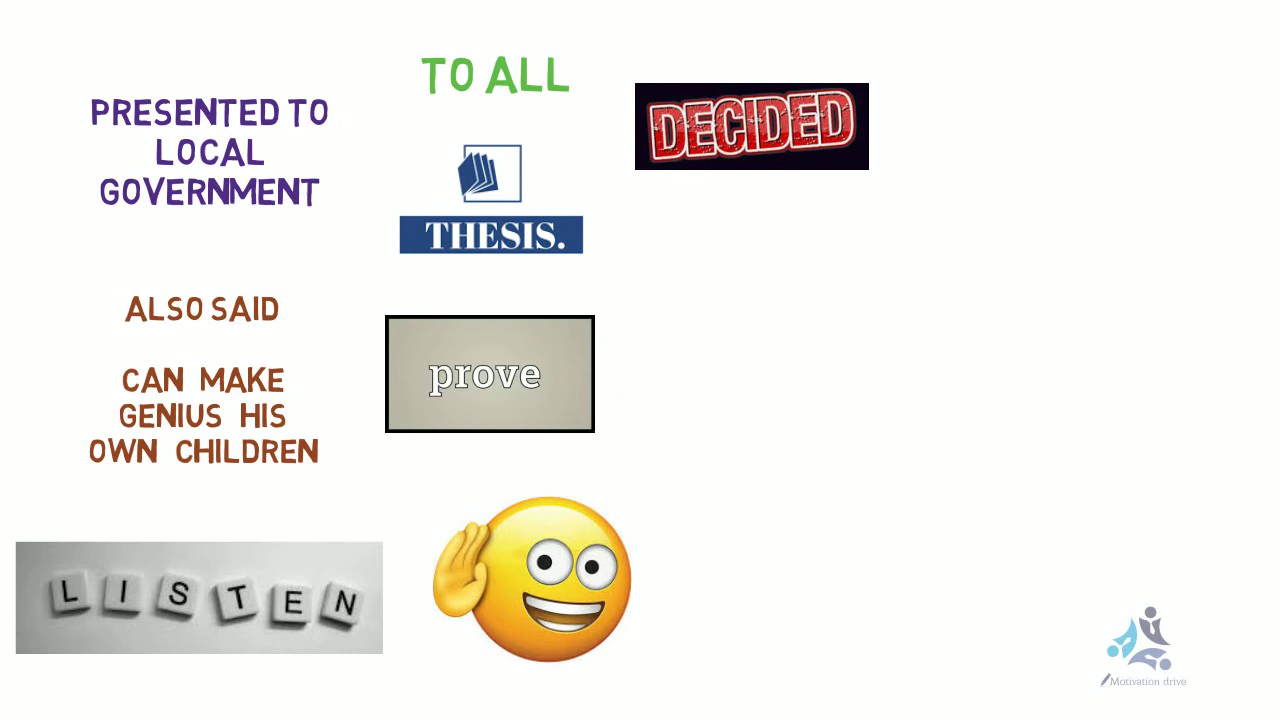 PRESENTED TO
LOCAL
GOVERNMENT
TO ALL
THESIS.
DECIDED
ALSO SAID
CAN MAKE
GENIUS HIS
OWN CHILDREN
prove
LISTEN
Motivation drive